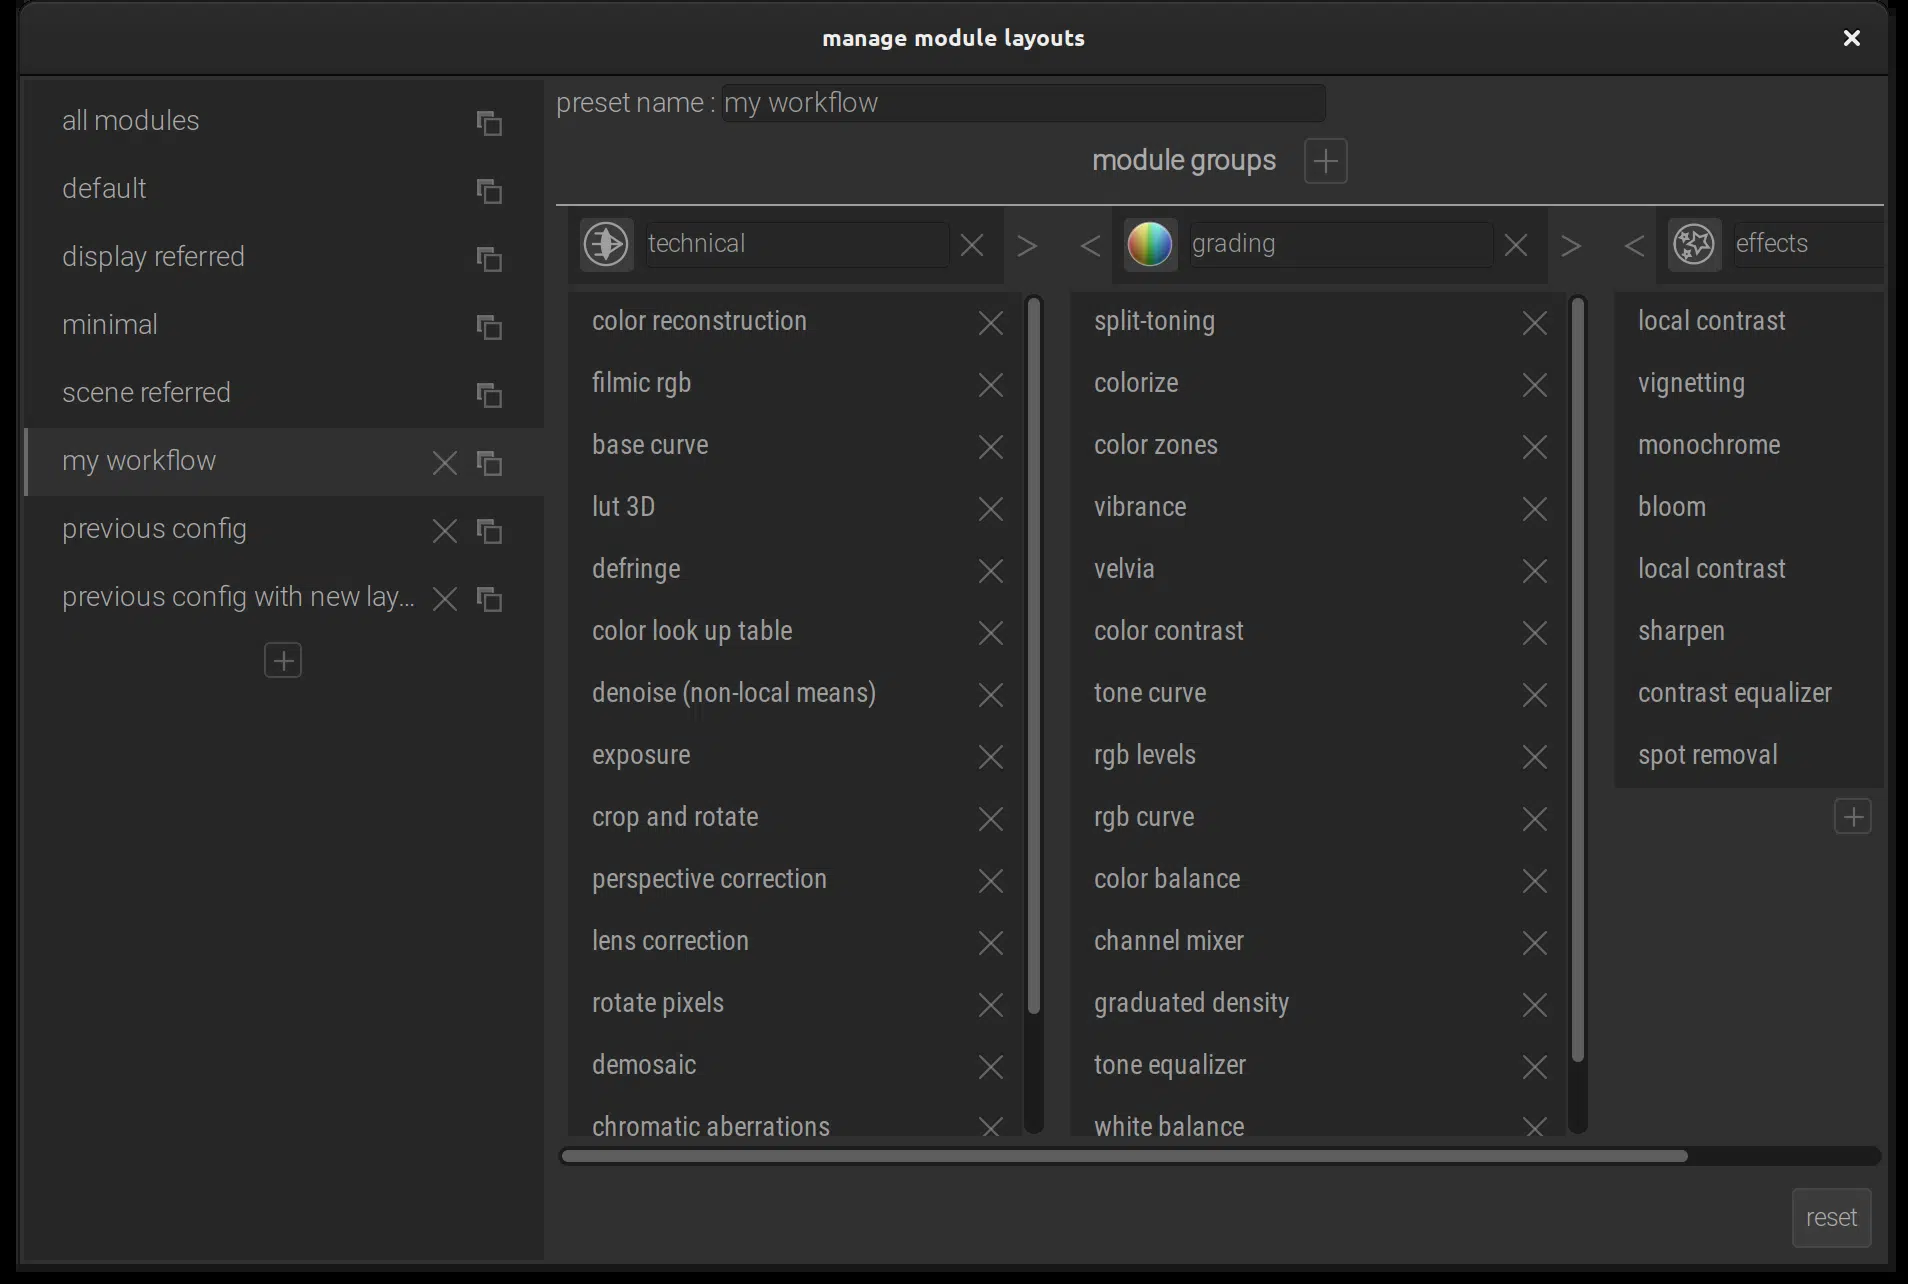 manage module layouts
all modules
default
display referred
minimal
scene referred
my workflow
previous config
previous config with new lay...
preset name : my workflow
module groups
technical
color reconstruction
filmic rgb
base curve
lut 3D
defringe
color look up table
denoise (non-local means)
exposure
crop and rotate
perspective correction
lens correction
rotate pixels
demosaic
chromatic aberrations
grading
split-toning
colorize
color zones
vibrance
velvia
color contrast
tone curve
rgb levels
rgb curve
color balance
channel mixer
graduated density
tone equalizer
white balance
effects
local contrast
vignetting
monochrome
bloom
local contrast
sharpen
contrast equalizer
spot removal
reset